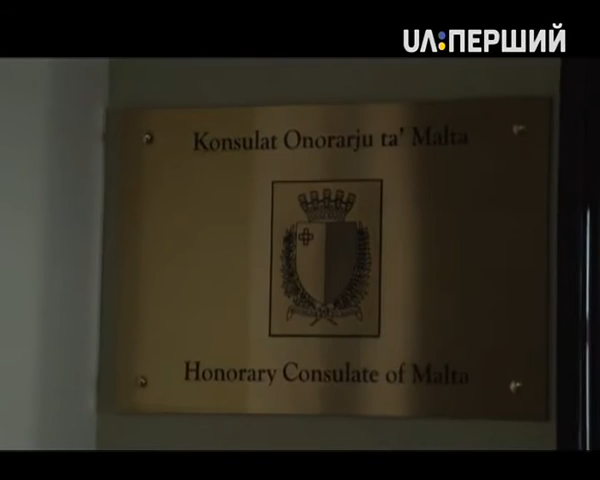 UA:ПЕРШИЙ
Konsulat Onorarju ta' Malta
Honorary Consulate of Malta